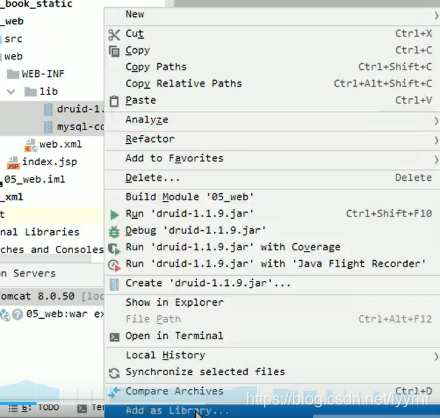 _book_static
_web
src
web
WEB-INF
lib
druid-1.
mysql-co
web.xml
index.jsp
05_web.iml
_xml
t
nal Libraries
ches and Consoles
on Servers
omcat 8.0.50 [loc
05_web:war ex
6: TODO
Ter
New
Cut Ctrl+X
Copy Ctrl+C
Copy Paths Ctrl+Shift+C
Copy Relative Paths Ctrl+Alt+Shift+C
Paste Ctrl+V
Analyze
Refactor
Add to Favorites
Delete... Delete
Build Module '05_web'
Run 'druid-1.1.9.jar' Ctrl+Shift+F10
Debug 'druid-1.1.9.jar'
Run 'druid-1.1.9.jar' with Coverage
Run 'druid-1.1.9.jar' with 'Java Flight Recorder'
Create 'druid-1.1.9.jar'...
Show in Explorer
File Path Ctrl+Alt+F12
Open in Terminal
Local History
Synchronize selected files
Compare Archives Ctrl+D
Add as Library...